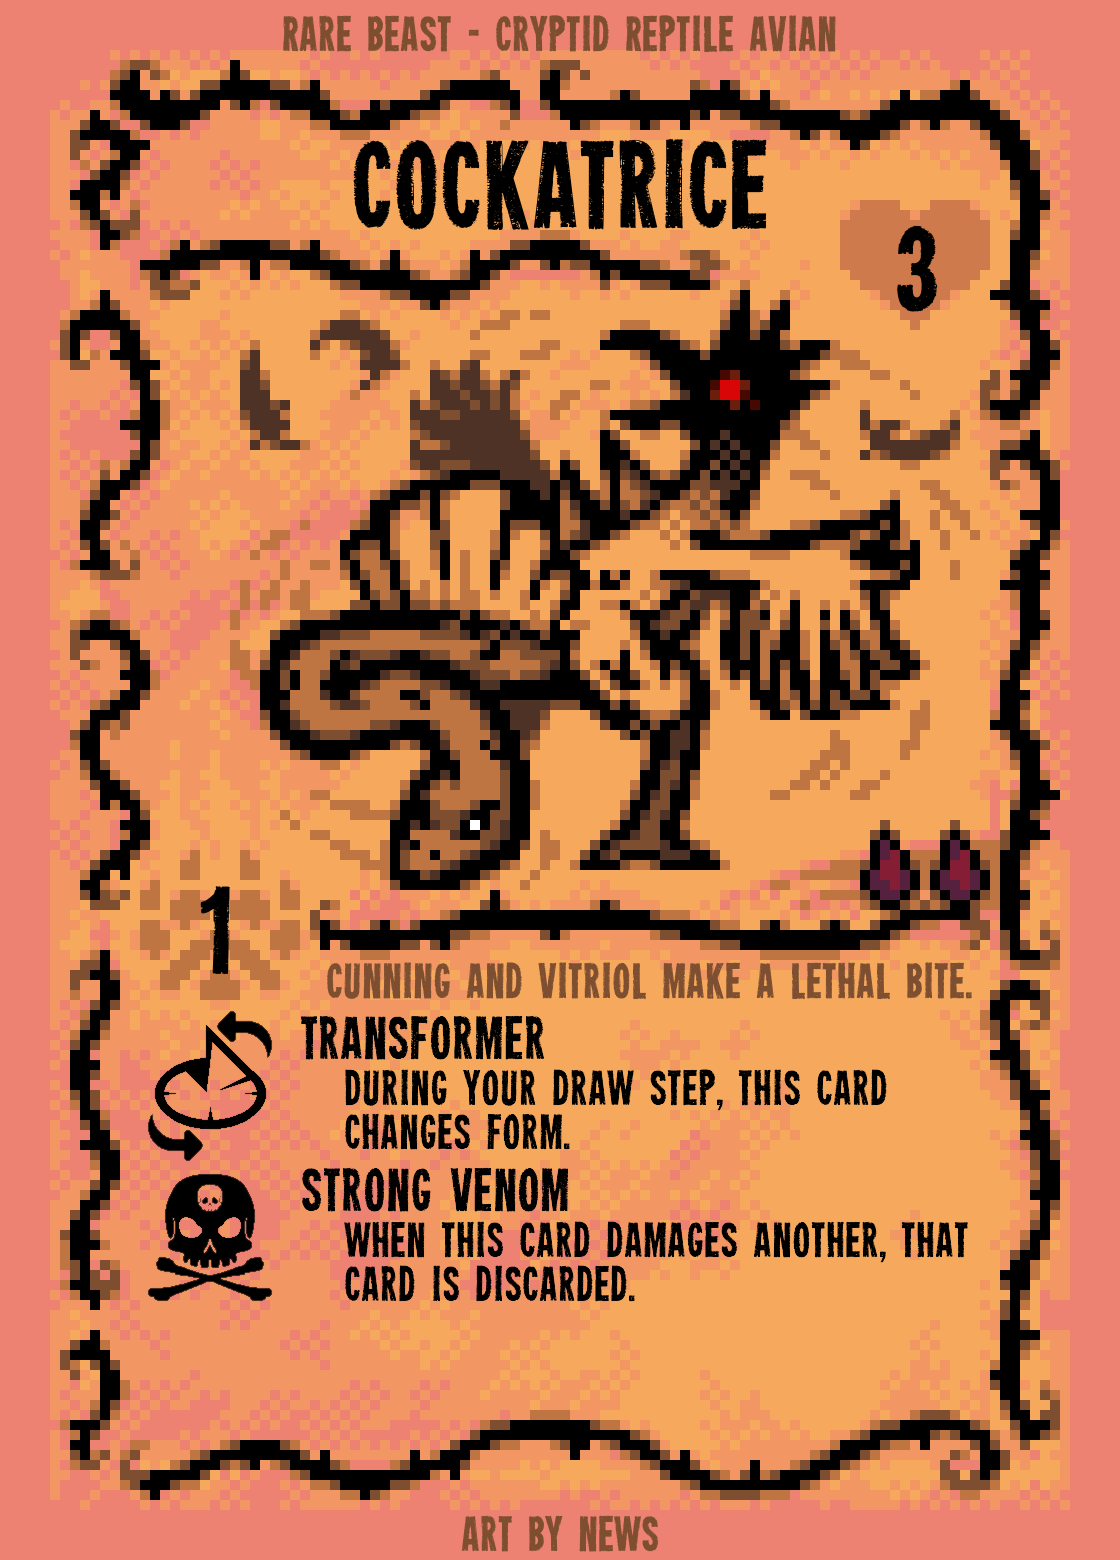 RARE BEAST - CRYPTID REPTILE AVIAN
COCKATRICE
3
1
CUNNING AND VITRIOL MAKE A LETHAL BITE.
TRANSFORMER
DURING YOUR DRAW STEP, THIS CARD
CHANGES FORM.
STRONG VENOM
WHEN THIS CARD DAMAGES ANOTHER, THAT
CARD IS DISCARDED.
ART BY NEWS